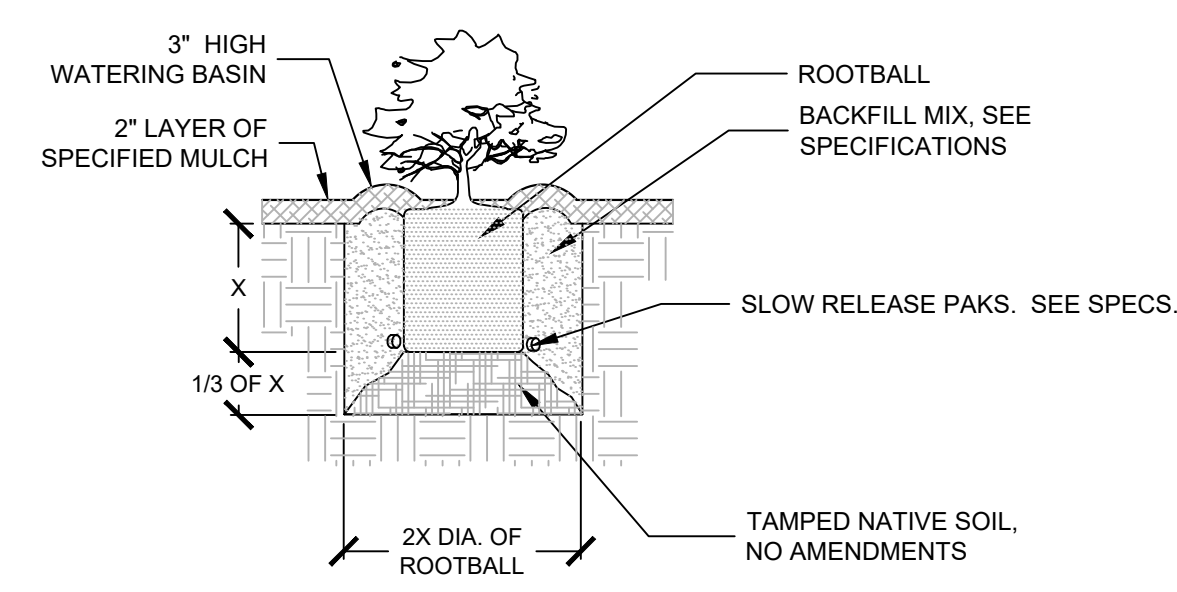 3" HIGH
WATERING BASIN
2" LAYER OF
SPECIFIED MULCH
ROOTBALL
BACKFILL MIX, SEE
SPECIFICATIONS
X
SLOW RELEASE PAKS. SEE SPECS.
1/3 OF X
2X DIA. OF
ROOTBALL
TAMPED NATIVE SOIL,
NO AMENDMENTS